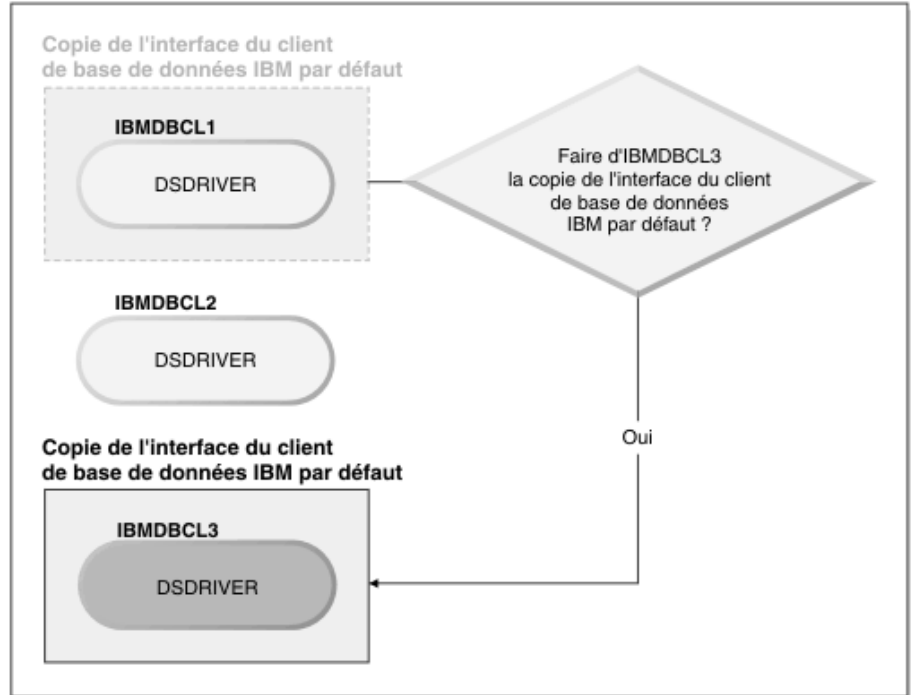 Copie de l'interface du client
de base de données IBM par défaut
IBMDBCL1
DSDRIVER
Faire d'IBMDBCL3
la copie de l'interface du client
de base de données
IBM par défaut ?
IBMDBCL2
DSDRIVER
Oui
Copie de l'interface du client
de base de données IBM par défaut
IBMDBCL3
DSDRIVER